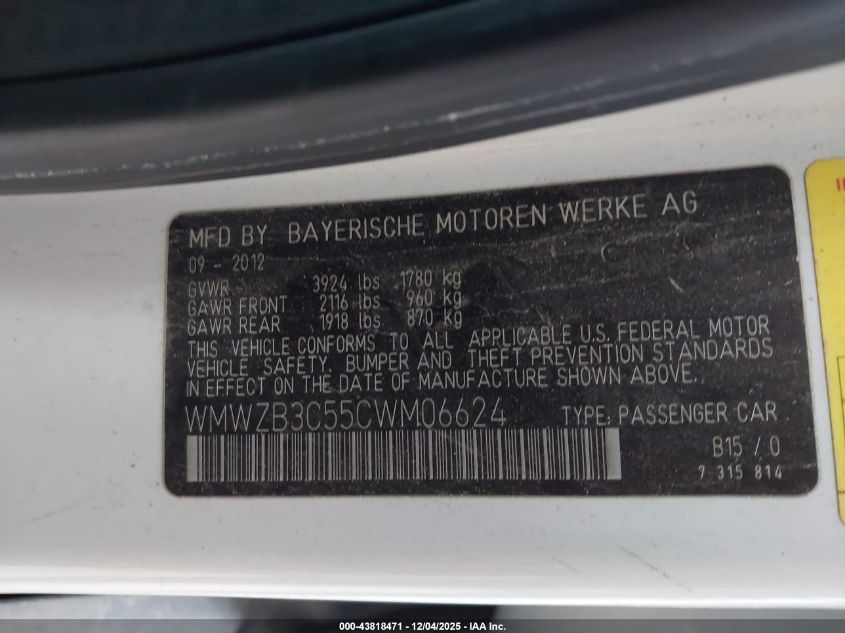 MFD BY BAYERISCHE MOTOREN WERKE AG
09 - 2012
GVWR 3924 lbs 1780 kg
GAWR FRONT 2116 lbs 960 kg
GAWR REAR 1918 lbs 870 kg
THIS VEHICLE CONFORMS TO ALL APPLICABLE U.S. FEDERAL MOTOR
VEHICLE SAFETY, BUMPER AND THEFT PREVENTION STANDARDS
IN EFFECT ON THE DATE OF MANUFACTURE SHOWN ABOVE.
WMWZB3C55CWM06624 TYPE: PASSENGER CAR
B15 / 0
7 315 814
000-43818471 - 12/04/2025 - IAA Inc.